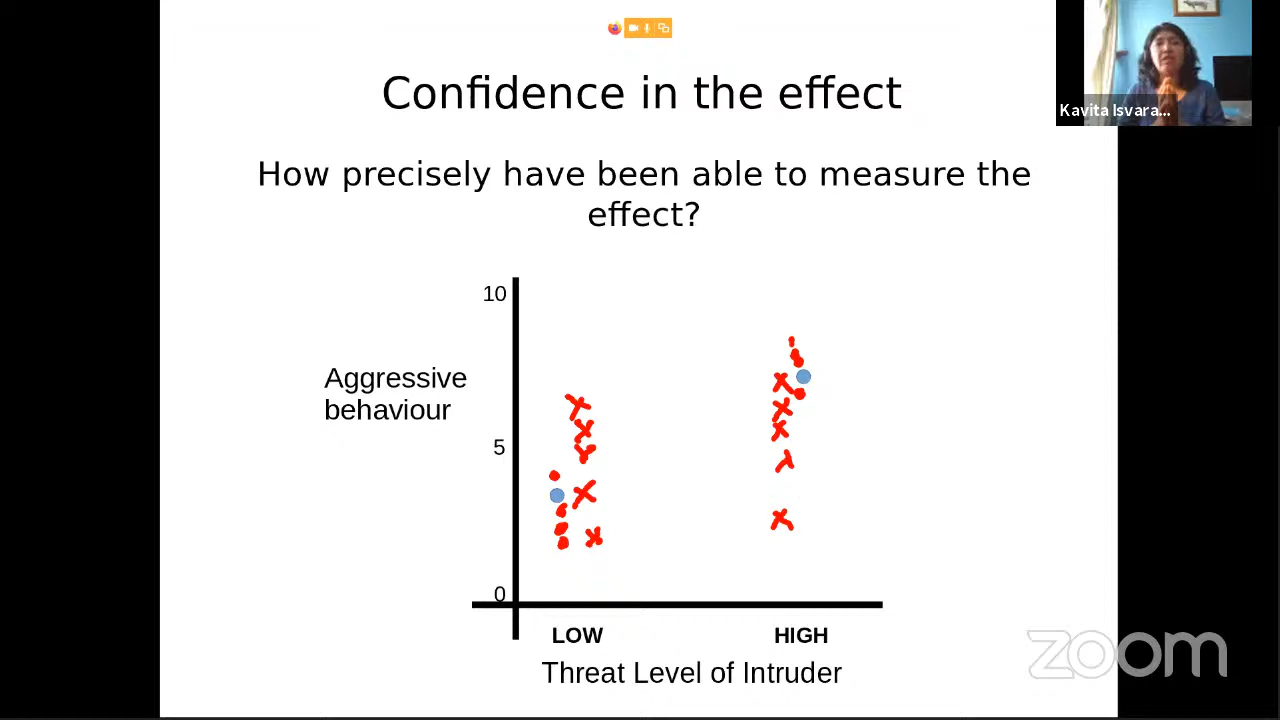 Confidence in the effect
Kavita Isvara...
How precisely have been able to measure the
effect?
10
Aggressive
behaviour
5
0
LOW
HIGH
Threat Level of Intruder
zoom